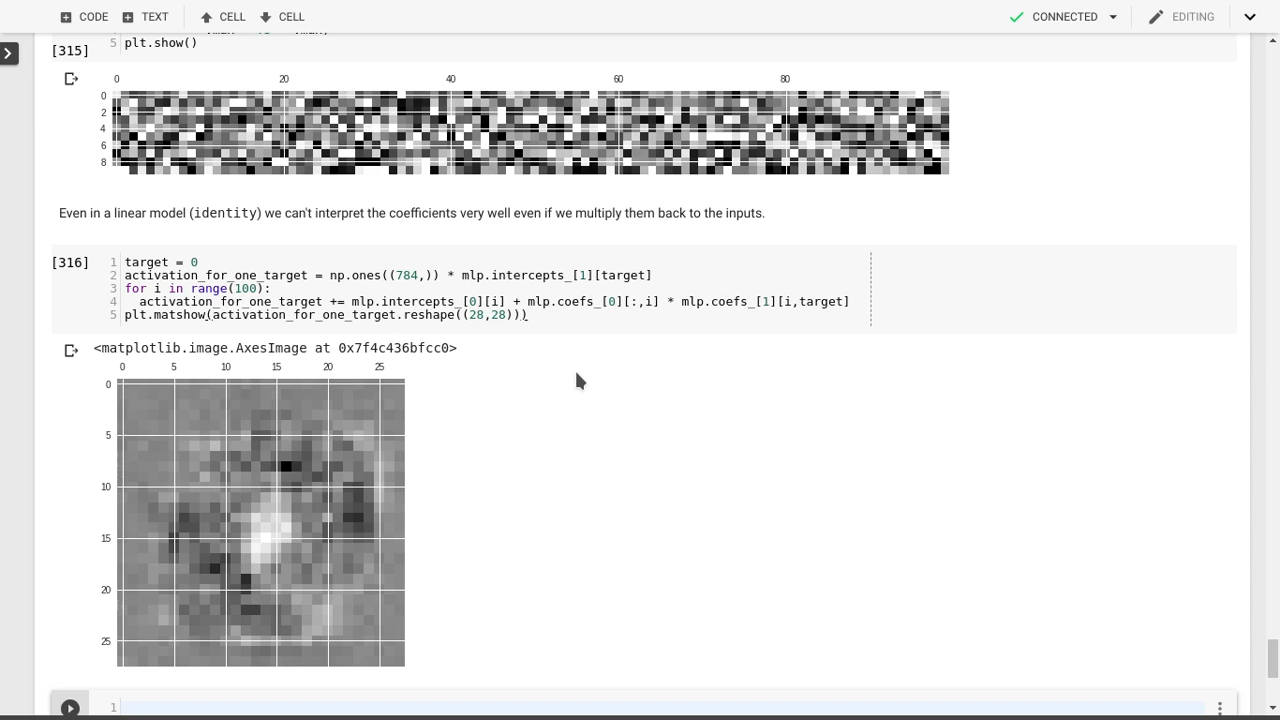 CODE TEXT CELL CELL CONNECTED EDITING
[315]
5 plt.show()
0 20 40 60 80
0
2
4
6
8
Even in a linear model (identity) we can't interpret the coefficients very well even if we multiply them back to the inputs.
[316]
1 target = 0
2 activation_for_one_target = np.ones((784,)) * mlp.intercepts_[1][target]
3 for i in range(100):
4 activation_for_one_target += mlp.intercepts_[0][i] + mlp.coefs_[0][:,i] * mlp.coefs_[1][i,target]
5 plt.matshow(activation_for_one_target.reshape((28,28)))
<matplotlib.image.AxesImage at 0x7f4c436bfcc0>
0 5 10 15 20 25
0
5
10
15
20
25
1